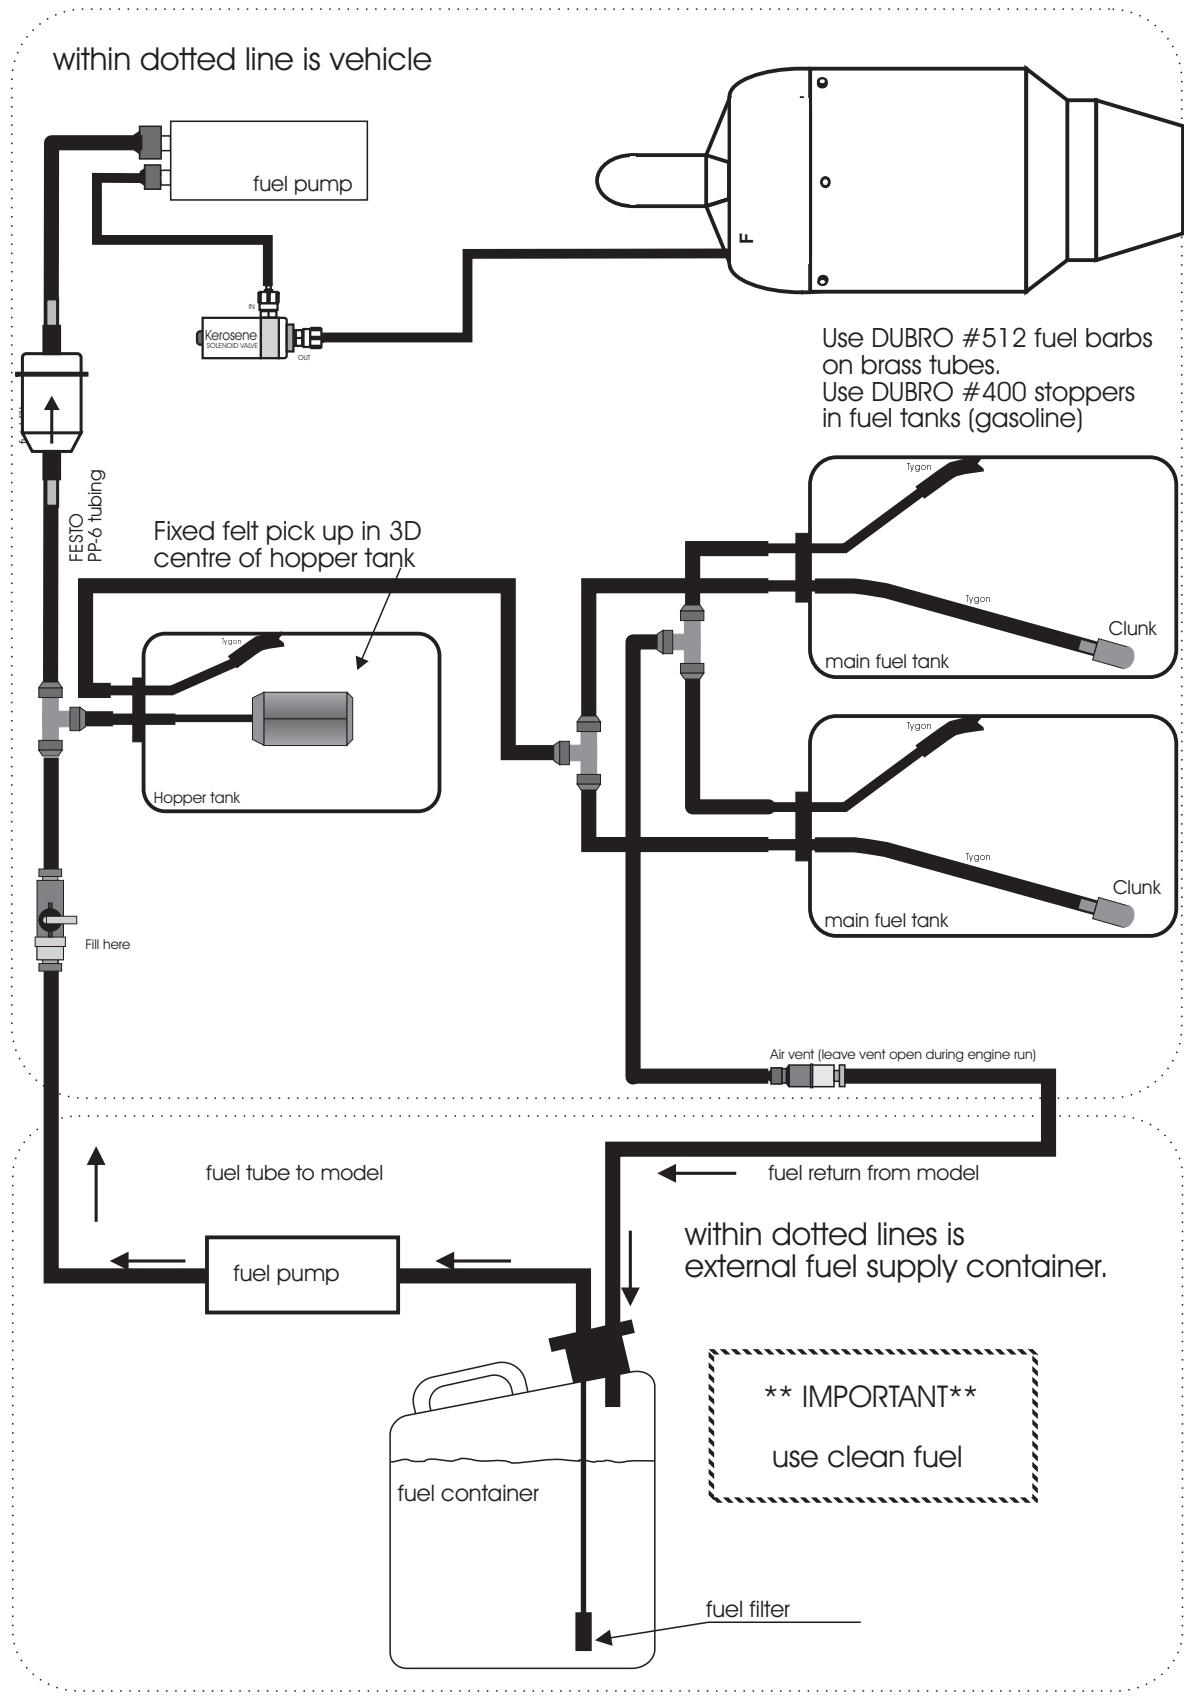 within dotted line is vehicle
fuel pump
F
IN
Kerosene
SOLENOID VALVE
OUT
Use DUBRO #512 fuel barbs
on brass tubes.
Use DUBRO #400 stoppers
in fuel tanks (gasoline)
FESTO
PP-6 tubing
Fixed felt pick up in 3D
centre of hopper tank
Tygon
Tygon
Clunk
main fuel tank
Tygon
Hopper tank
Tygon
Tygon
Clunk
main fuel tank
Fill here
Air vent (leave vent open during engine run)
fuel tube to model
fuel return from model
within dotted lines is
external fuel supply container.
fuel pump
** IMPORTANT**
use clean fuel
fuel container
fuel filter